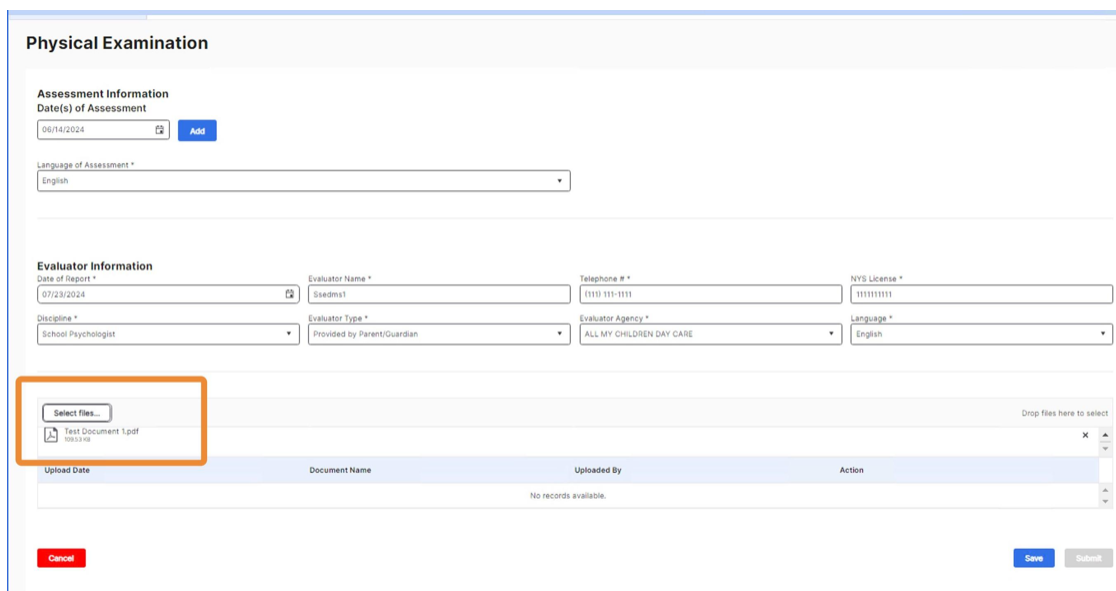 Physical Examination
Assessment Information
Date(s) of Assessment
06/14/2024
Add
Language of Assessment *
English
Evaluator Information
Date of Report * Evaluator Name * Telephone # * NYS License *
07/23/2024 Ssedms1 (111) 111-1111 1111111111
Discipline * Evaluator Type * Evaluator Agency * Language *
School Psychologist Provided by Parent/Guardian ALL MY CHILDREN DAY CARE English
Select files... Drop files here to select
Test Document 1.pdf
109.53 KB
Upload Date Document Name Uploaded By Action
No records available.
Cancel Save Submit